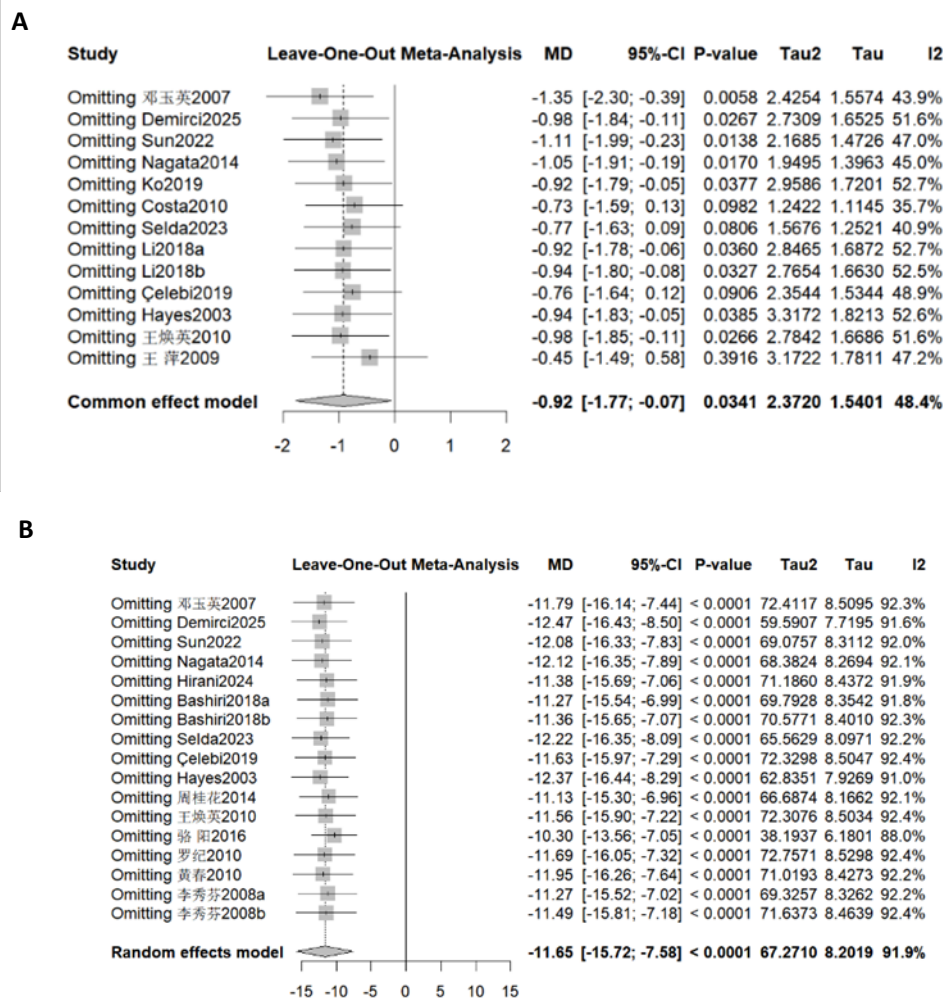 A
Study Leave-One-Out Meta-Analysis MD 95%-CI P-value Tau2 Tau I2
Omitting 邓玉英2007 -1.35 [-2.30; -0.39] 0.0058 2.4254 1.5574 43.9%
Omitting Demirci2025 -0.98 [-1.84; -0.11] 0.0267 2.7309 1.6525 51.6%
Omitting Sun2022 -1.11 [-1.99; -0.23] 0.0138 2.1685 1.4726 47.0%
Omitting Nagata2014 -1.05 [-1.91; -0.19] 0.0170 1.9495 1.3963 45.0%
Omitting Ko2019 -0.92 [-1.79; -0.05] 0.0377 2.9586 1.7201 52.7%
Omitting Costa2010 -0.73 [-1.59; 0.13] 0.0982 1.2422 1.1145 35.7%
Omitting Selda2023 -0.77 [-1.63; 0.09] 0.0806 1.5676 1.2521 40.9%
Omitting Li2018a -0.92 [-1.78; -0.06] 0.0360 2.8465 1.6872 52.7%
Omitting Li2018b -0.94 [-1.80; -0.08] 0.0327 2.7654 1.6630 52.5%
Omitting Çelebi2019 -0.76 [-1.64; 0.12] 0.0906 2.3544 1.5344 48.9%
Omitting Hayes2003 -0.94 [-1.83; -0.05] 0.0385 3.3172 1.8213 52.6%
Omitting 王焕英2010 -0.98 [-1.85; -0.11] 0.0266 2.7842 1.6686 51.6%
Omitting 王 萍2009 -0.45 [-1.49; 0.58] 0.3916 3.1722 1.7811 47.2%
Common effect model -0.92 [-1.77; -0.07] 0.0341 2.3720 1.5401 48.4%
-2 -1 0 1 2
B
Study Leave-One-Out Meta-Analysis MD 95%-CI P-value Tau2 Tau I2
Omitting 邓玉英2007 -11.79 [-16.14; -7.44] < 0.0001 72.4117 8.5095 92.3%
Omitting Demirci2025 -12.47 [-16.43; -8.50] < 0.0001 59.5907 7.7195 91.6%
Omitting Sun2022 -12.08 [-16.33; -7.83] < 0.0001 69.0757 8.3112 92.0%
Omitting Nagata2014 -12.12 [-16.35; -7.89] < 0.0001 68.3824 8.2694 92.1%
Omitting Hirani2024 -11.38 [-15.69; -7.06] < 0.0001 71.1860 8.4372 91.9%
Omitting Bashiri2018a -11.27 [-15.54; -6.99] < 0.0001 69.7928 8.3542 91.8%
Omitting Bashiri2018b -11.36 [-15.65; -7.07] < 0.0001 70.5771 8.4010 92.3%
Omitting Selda2023 -12.22 [-16.35; -8.09] < 0.0001 65.5629 8.0971 92.2%
Omitting Çelebi2019 -11.63 [-15.97; -7.29] < 0.0001 72.3298 8.5047 92.4%
Omitting Hayes2003 -12.37 [-16.44; -8.29] < 0.0001 62.8351 7.9269 91.0%
Omitting 周桂花2014 -11.13 [-15.30; -6.96] < 0.0001 66.6874 8.1662 92.1%
Omitting 王焕英2010 -11.56 [-15.90; -7.22] < 0.0001 72.3076 8.5034 92.4%
Omitting 骆 阳2016 -10.30 [-13.56; -7.05] < 0.0001 38.1937 6.1801 88.0%
Omitting 罗纪2010 -11.69 [-16.05; -7.32] < 0.0001 72.7571 8.5298 92.4%
Omitting 黄春2010 -11.95 [-16.26; -7.64] < 0.0001 71.0193 8.4273 92.2%
Omitting 李秀芬2008a -11.27 [-15.52; -7.02] < 0.0001 69.3257 8.3262 92.2%
Omitting 李秀芬2008b -11.49 [-15.81; -7.18] < 0.0001 71.6373 8.4639 92.4%
Random effects model -11.65 [-15.72; -7.58] < 0.0001 67.2710 8.2019 91.9%
-15 -10 -5 0 5 10 15